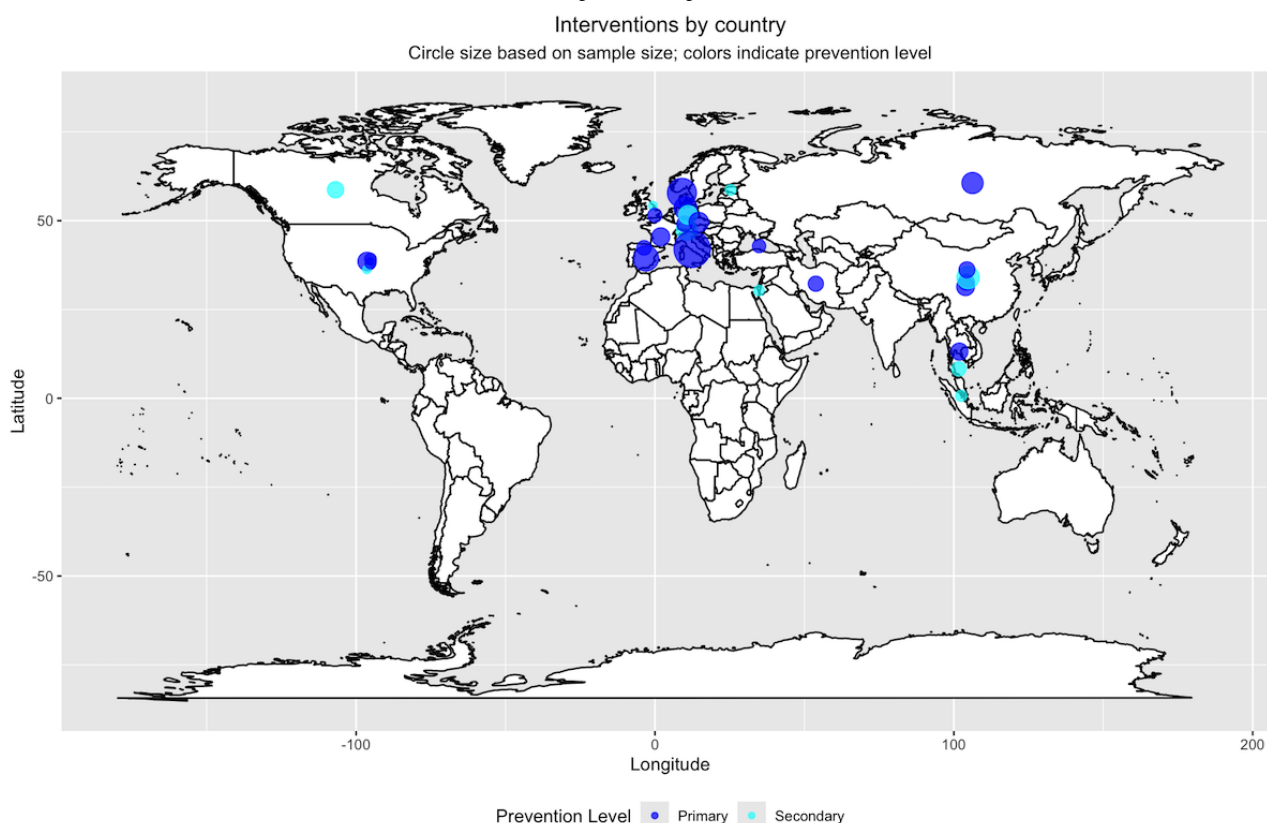 Interventions by country
Circle size based on sample size; colors indicate prevention level
50
0
-50
Latitude
-100
0
100
200
Longitude
Prevention Level Primary Secondary